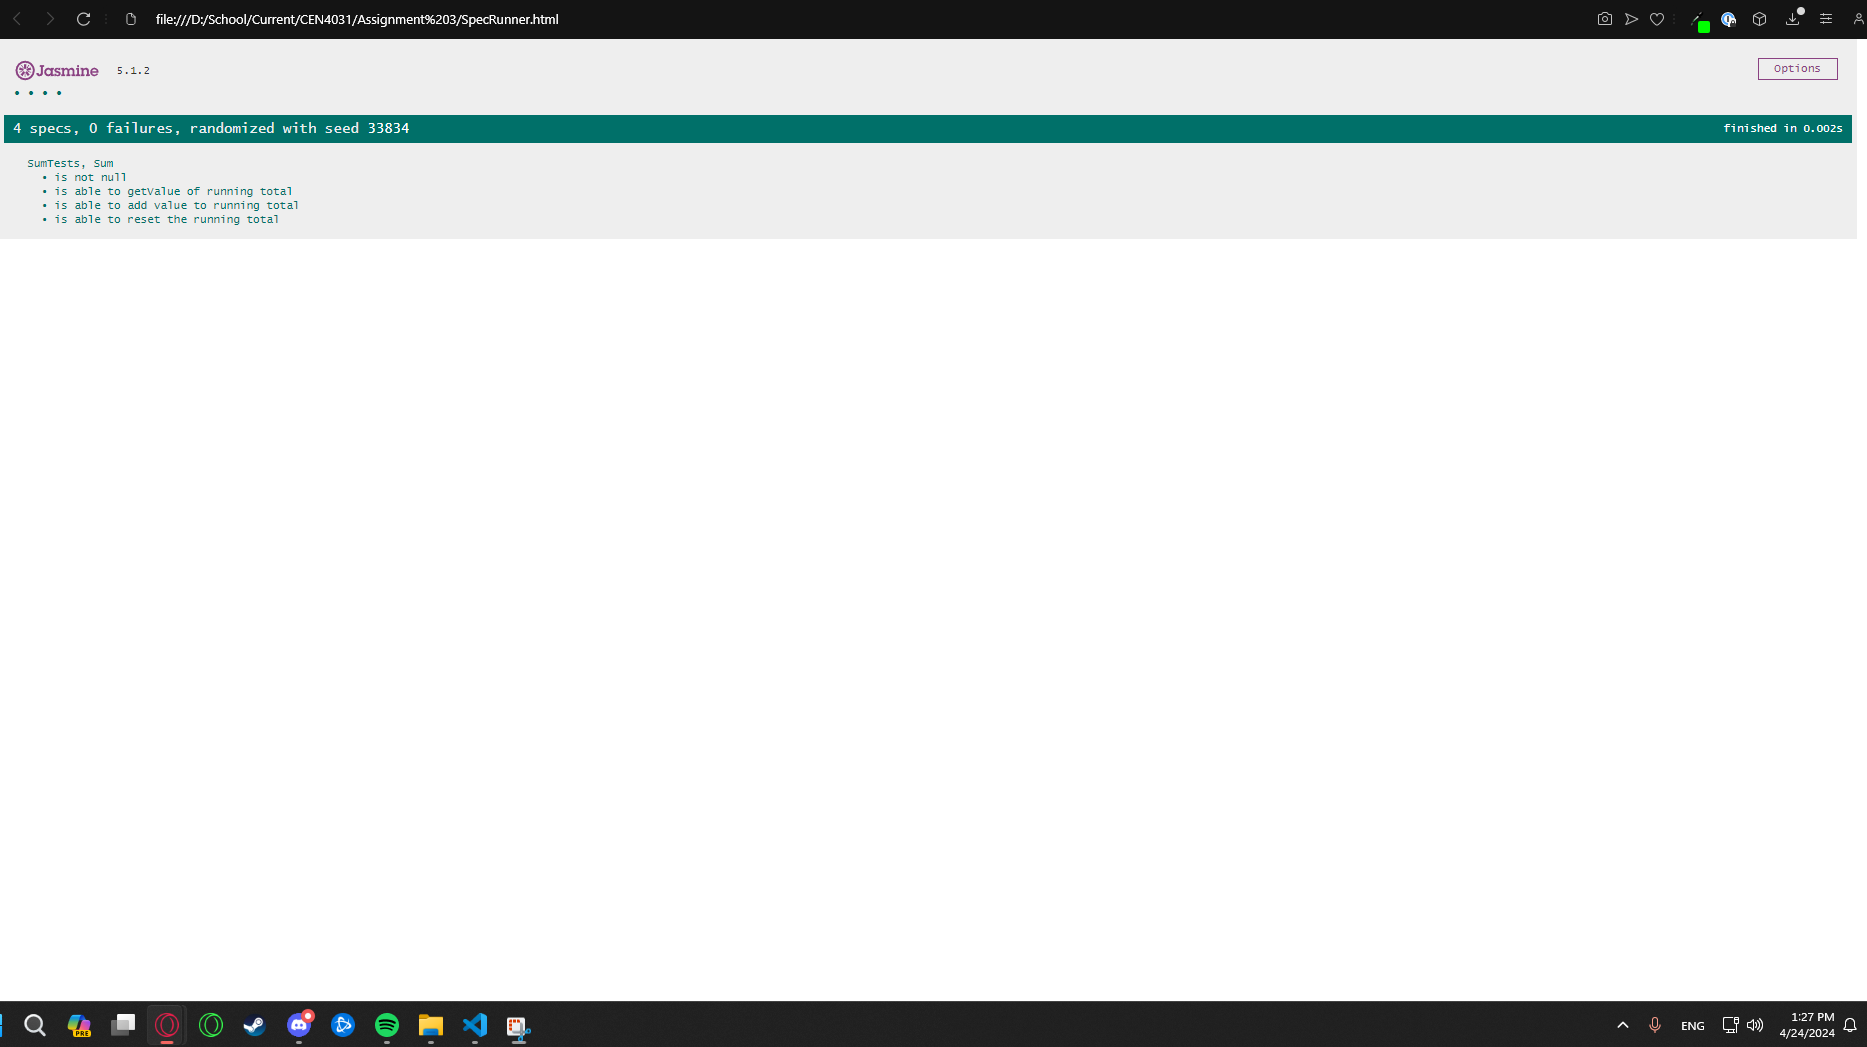 file:///D:/School/Current/CEN4031/Assignment%203/SpecRunner.html
Jasmine 5.1.2
Options
• • • •
4 specs, 0 failures, randomized with seed 33834
finished in 0.002s
SumTests, Sum
• is not null
• is able to getValue of running total
• is able to add value to running total
• is able to reset the running total
PRE
ENG
1:27 PM
4/24/2024